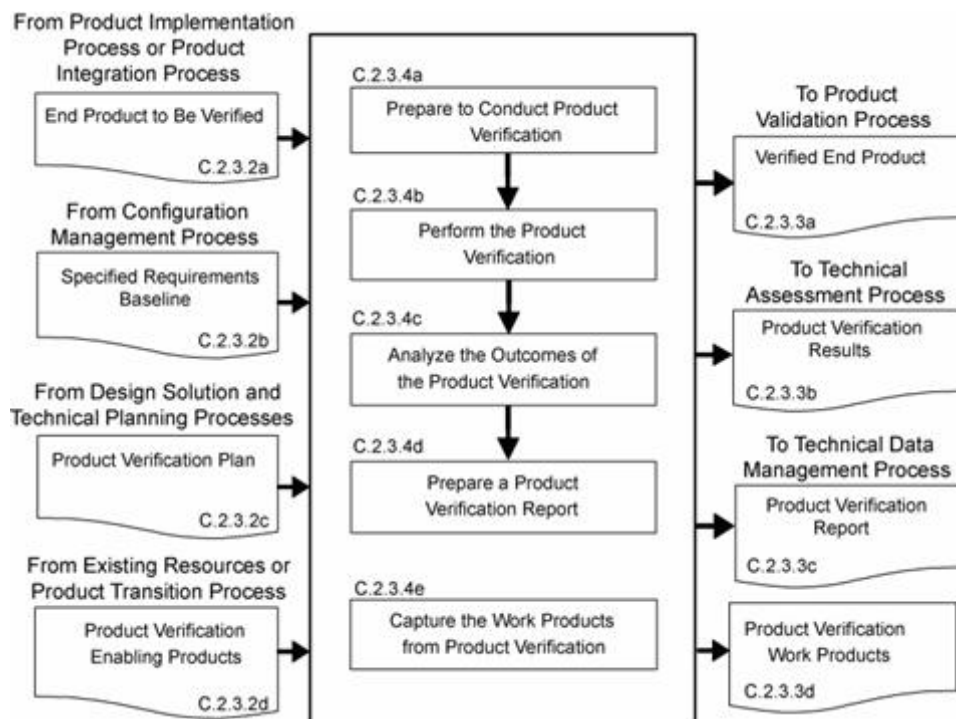 From Product Implementation
Process or Product
Integration Process
End Product to Be Verified
C.2.3.2a
From Configuration
Management Process
Specified Requirements
Baseline
C.2.3.2b
From Design Solution and
Technical Planning Processes
Product Verification Plan
C.2.3.2c
From Existing Resources or
Product Transition Process
Product Verification
Enabling Products
C.2.3.2d
C.2.3.4a
Prepare to Conduct Product
Verification
C.2.3.4b
Perform the Product
Verification
C.2.3.4c
Analyze the Outcomes of
the Product Verification
C.2.3.4d
Prepare a Product
Verification Report
C.2.3.4e
Capture the Work Products
from Product Verification
To Product
Validation Process
Verified End Product
C.2.3.3a
To Technical
Assessment Process
Product Verification
Results
C.2.3.3b
To Technical Data
Management Process
Product Verification
Report
C.2.3.3c
Product Verification
Work Products
C.2.3.3d